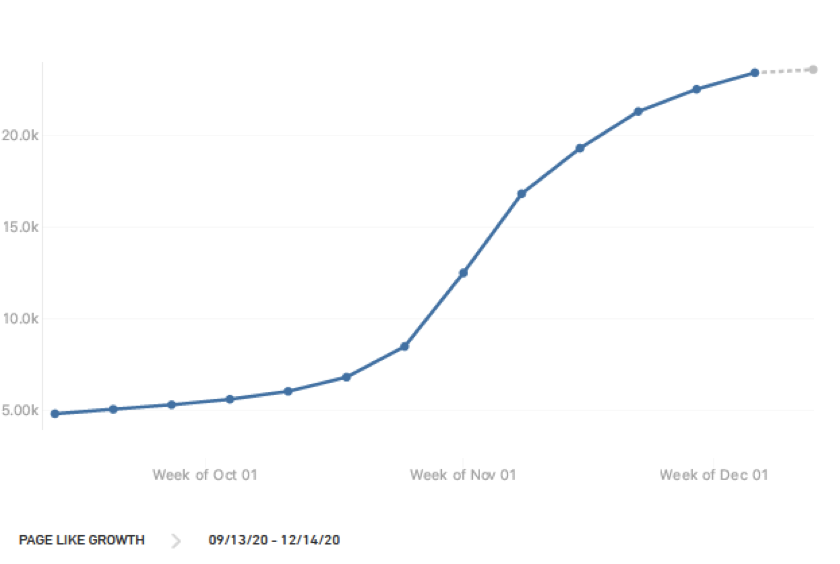 20.0k
15.0k
10.0k
5.00k
Week of Oct 01 Week of Nov 01 Week of Dec 01
PAGE LIKE GROWTH 09/13/20 - 12/14/20